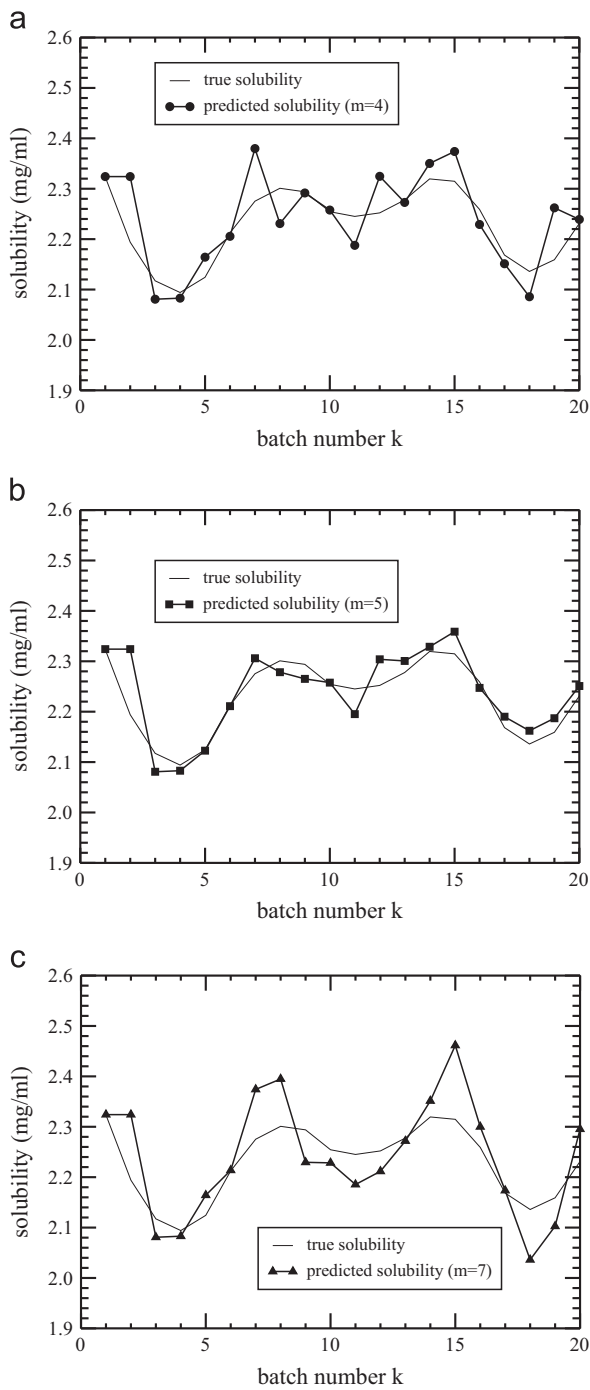 a
2.6
2.5
2.4
2.3
2.2
2.1
2.0
1.9
solubility (mg/ml)
true solubility
predicted solubility (m=4)
0 5 10 15 20
batch number k
b
2.6
2.5
2.4
2.3
2.2
2.1
2.0
1.9
solubility (mg/ml)
true solubility
predicted solubility (m=5)
0 5 10 15 20
batch number k
c
2.6
2.5
2.4
2.3
2.2
2.1
2.0
1.9
solubility (mg/ml)
true solubility
predicted solubility (m=7)
0 5 10 15 20
batch number k